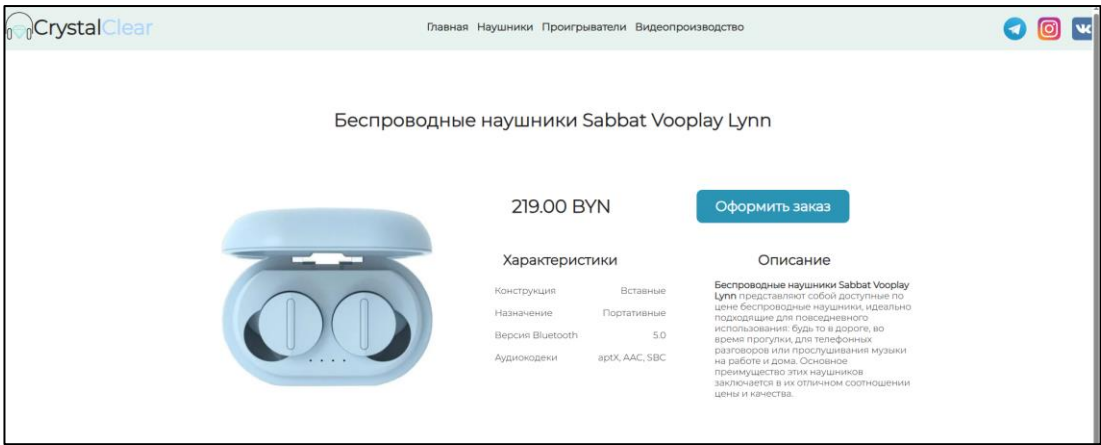 CrystalClear
Главная Наушники Проигрыватели Видеопроизводство
Беспроводные наушники Sabbat Vooplay Lynn
219.00 BYN
Оформить заказ
Характеристики
Конструкция Вставные
Назначение Портативные
Версия Bluetooth 5.0
Аудиокодеки aptX, AAC, SBC
Описание
Беспроводные наушники Sabbat Vooplay
Lynn представляют собой доступные по
цене беспроводные наушники, идеально
подходящие для повседневного
использования: будь то в дороге, во
время прогулки, для телефонных
разговоров или прослушивания музыки
на работе и дома. Основное
преимущество этих наушников
заключается в их отличном соотношении
цены и качества.